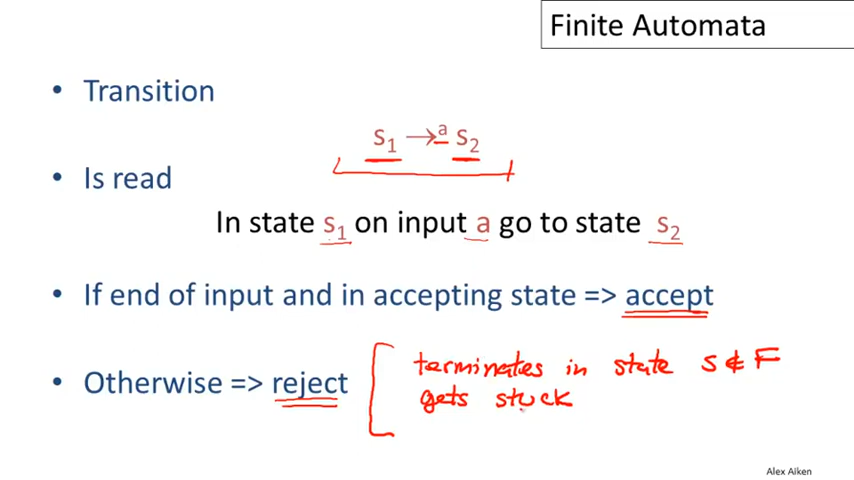 Finite Automata
• Transition
s₁ →ᵃ s₂
• Is read
In state s₁ on input a go to state s₂
• If end of input and in accepting state => accept
• Otherwise => reject
terminates in state S ∉ F
gets stuck
Alex Aiken